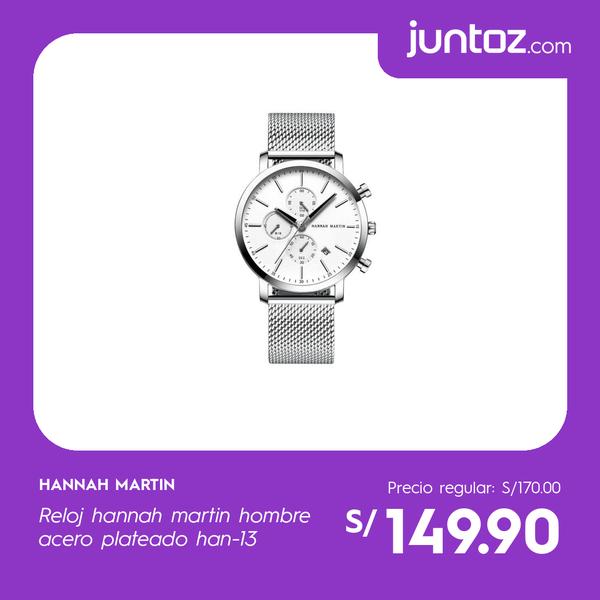 juntoz.com
HANNAH MARTIN
HANNAH MARTIN
Precio regular: S/170.00
Reloj hannah martin hombre
acero plateado han-13
S/149.90